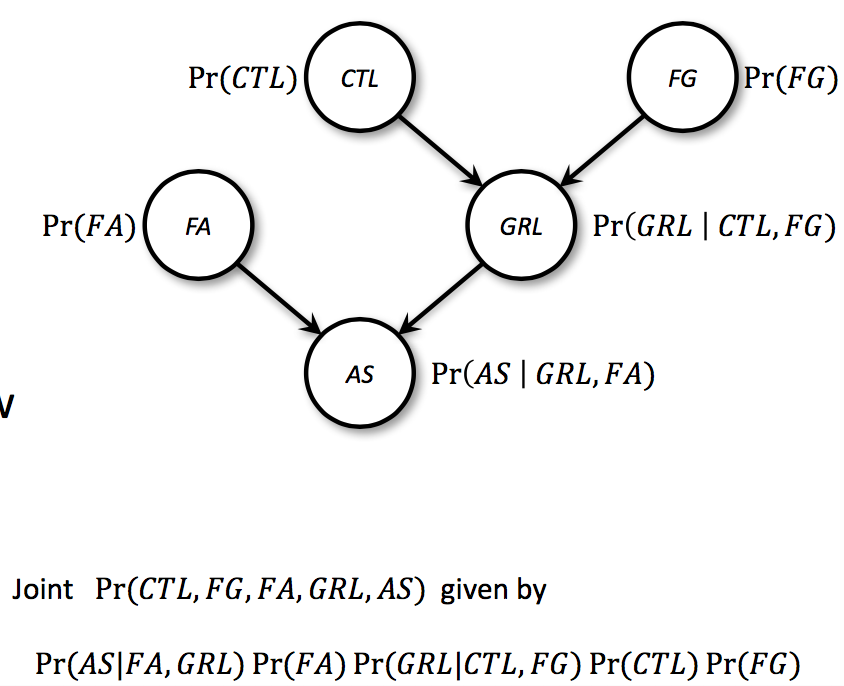 Pr(CTL) CTL FG Pr(FG)
Pr(FA) FA GRL Pr(GRL | CTL, FG)
AS Pr(AS | GRL, FA)
Joint Pr(CTL, FG, FA, GRL, AS) given by
Pr(AS|FA, GRL) Pr(FA) Pr(GRL|CTL, FG) Pr(CTL) Pr(FG)